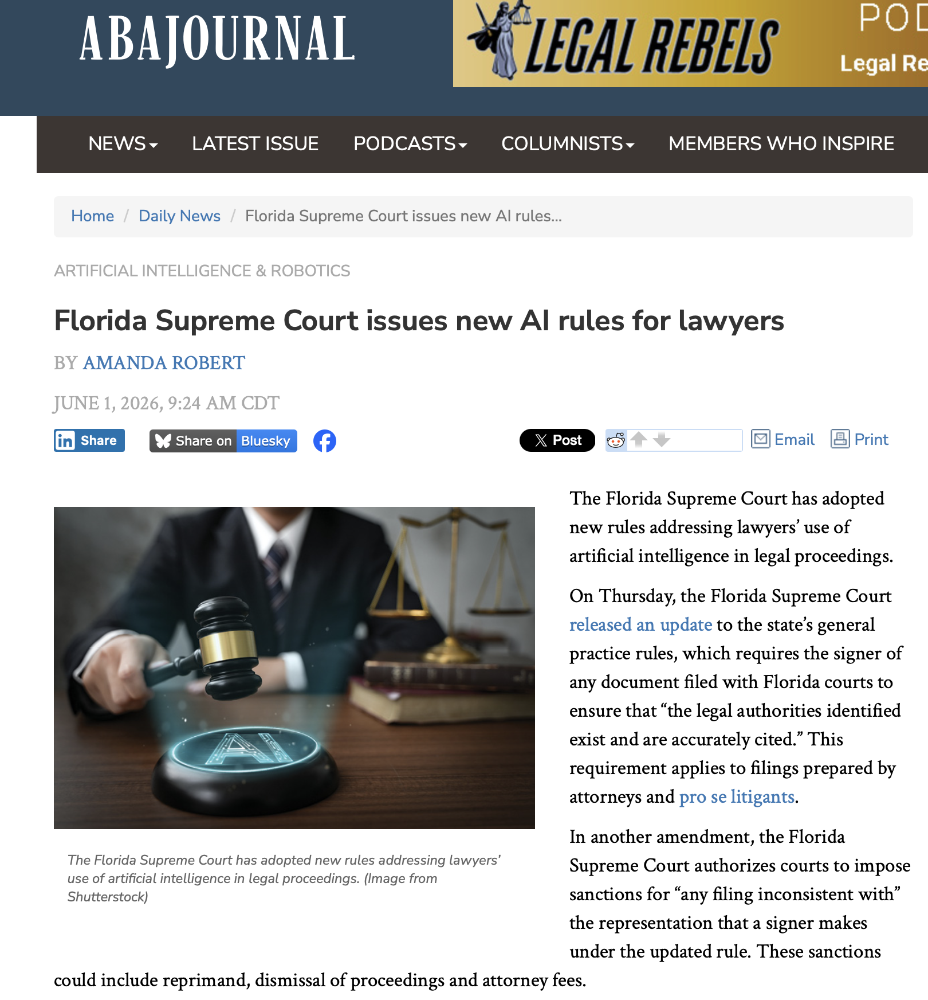 ABAJOURNAL
LEGAL REBELS
Legal Re
NEWS
LATEST ISSUE
PODCASTS
COLUMNISTS
MEMBERS WHO INSPIRE
Home / Daily News / Florida Supreme Court issues new AI rules...
ARTIFICIAL INTELLIGENCE & ROBOTICS
Florida Supreme Court issues new AI rules for lawyers
BY AMANDA ROBERT
JUNE 1, 2026, 9:24 AM CDT
in Share
Share on Bluesky
X Post
Email
Print
The Florida Supreme Court has adopted
new rules addressing lawyers’ use of
artificial intelligence in legal proceedings.
On Thursday, the Florida Supreme Court
released an update to the state’s general
practice rules, which requires the signer of
any document filed with Florida courts to
ensure that “the legal authorities identified
exist and are accurately cited.” This
requirement applies to filings prepared by
attorneys and pro se litigants.
In another amendment, the Florida
Supreme Court authorizes courts to impose
sanctions for “any filing inconsistent with”
the representation that a signer makes
under the updated rule. These sanctions
could include reprimand, dismissal of proceedings and attorney fees.
AI
The Florida Supreme Court has adopted new rules addressing lawyers’
use of artificial intelligence in legal proceedings. (Image from
Shutterstock)